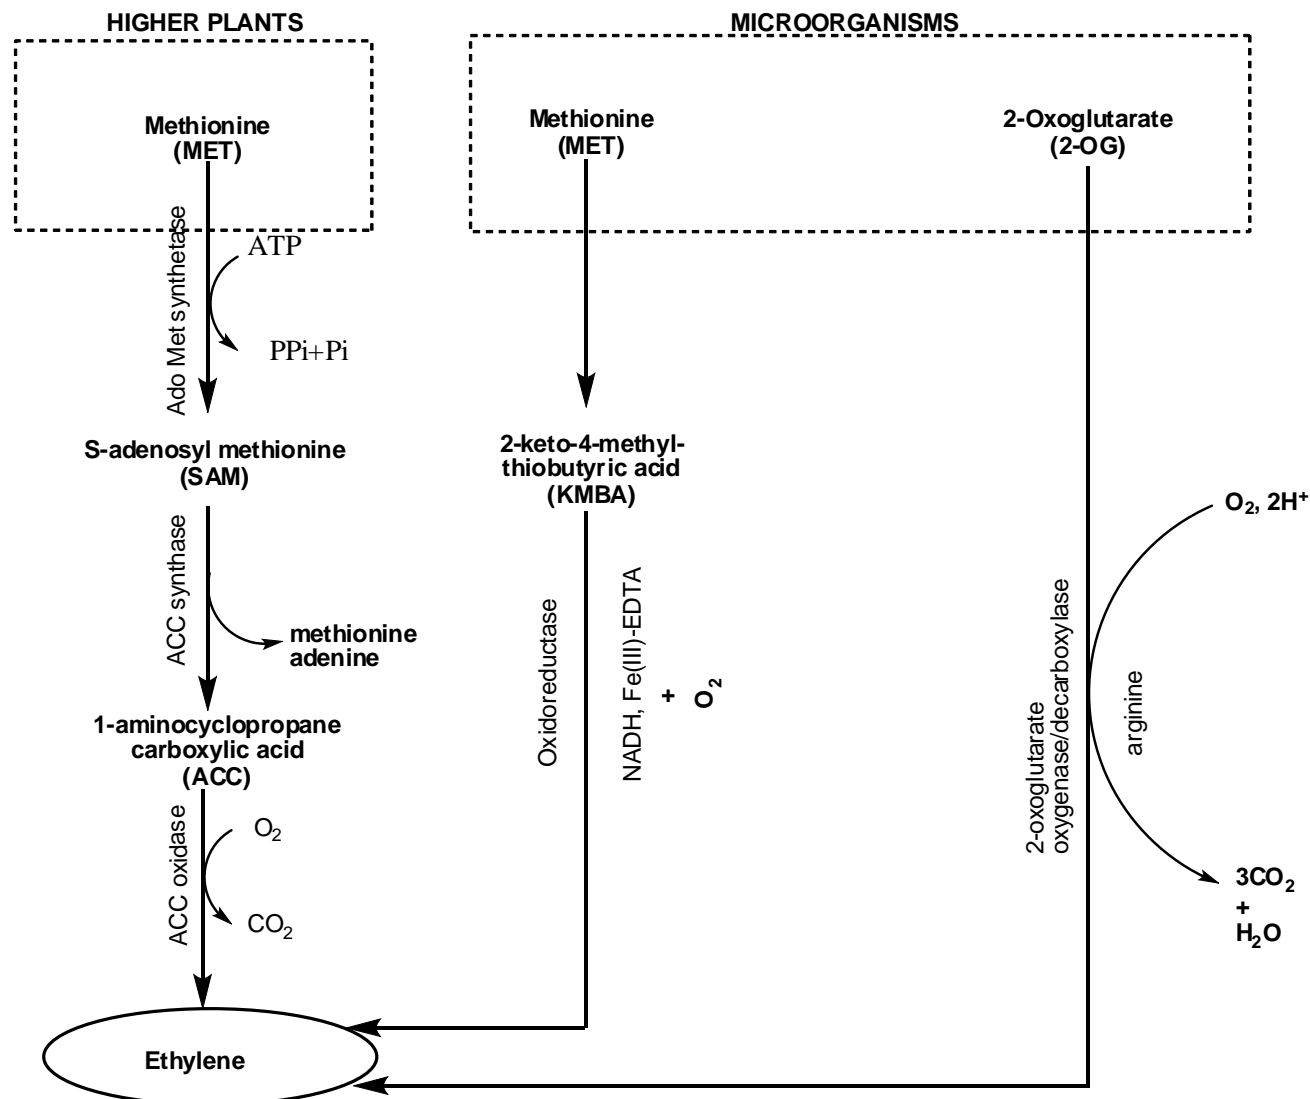 HIGHER PLANTS
MICROORGANISMS
Methionine
(MET)
Methionine
(MET)
2-Oxoglutarate
(2-OG)
Ado Met synthetase
ATP
PPi+Pi
S-adenosyl methionine
(SAM)
2-keto-4-methyl-
thiobutyric acid
(KMBA)
O2, 2H+
ACC synthase
methionine
adenine
Oxidoreductase
NADH, Fe(III)-EDTA
+ O2
2-oxoglutarate
oxygenase/decarboxylase
arginine
1-aminocyclopropane
carboxylic acid
(ACC)
ACC oxidase
O2
CO2
3CO2
+
H2O
Ethylene